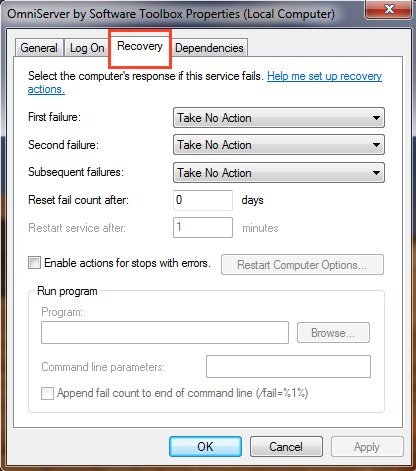 OmniServer by Software Toolbox Properties (Local Computer)
General Log On Recovery Dependencies
Select the computer's response if this service fails. Help me set up recovery
actions.
First failure: Take No Action
Second failure: Take No Action
Subsequent failures: Take No Action
Reset fail count after: 0 days
Restart service after: 1 minutes
Enable actions for stops with errors. Restart Computer Options...
Run program
Program:
Browse...
Command line parameters:
Append fail count to end of command line (/fail=%1%)
OK Cancel Apply